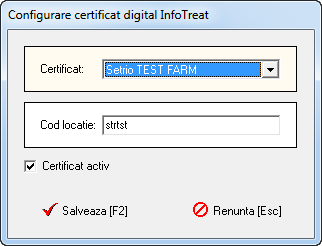 Configurare certificat digital InfoTreat
Certificat: Setrio TEST FARM
Cod locatie: strtst
Certificat activ
Salveaza [F2] Renunta [Esc]